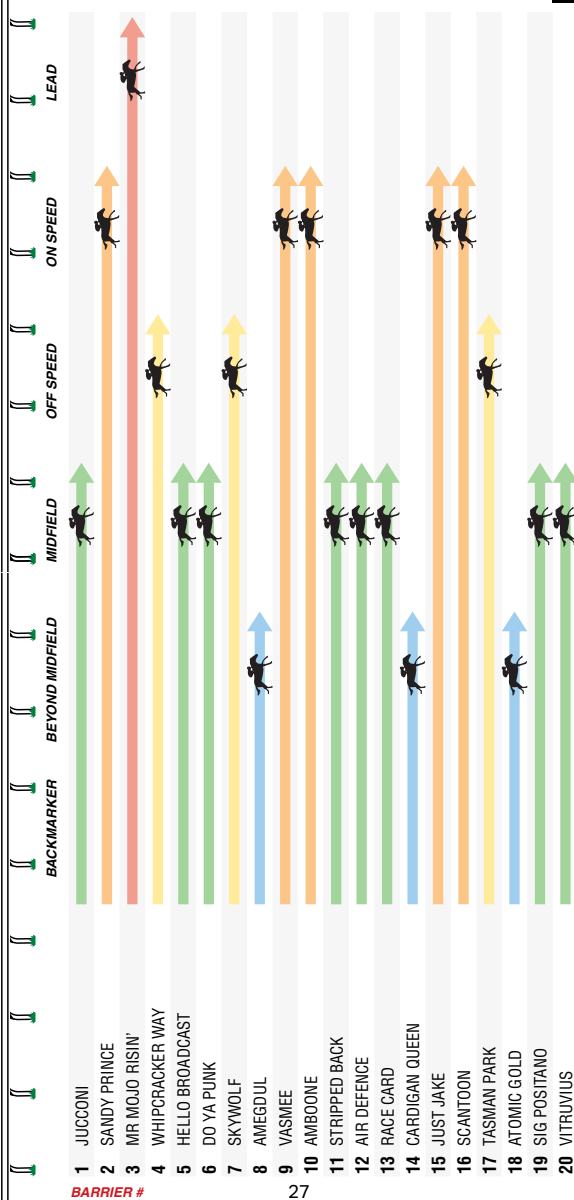 BARRIER #
BACKMARKER
BEYOND MIDFIELD
MIDFIELD
OFF SPEED
ON SPEED
LEAD
1 JUCCONI
2 SANDY PRINCE
3 MR MOJO RISIN'
4 WHIPCRACKER WAY
5 HELLO BROADCAST
6 DO YA PUNK
7 SKYWOLF
8 AMEGDUL
9 VASMEE
10 AMBOONE
11 STRIPPED BACK
12 AIR DEFENCE
13 RACE CARD
14 CARDIGAN QUEEN
15 JUST JAKE
16 SCANTOON
17 TASMAN PARK
18 ATOMIC GOLD
19 SIG POSITANO
20 VITRUVIUS
27